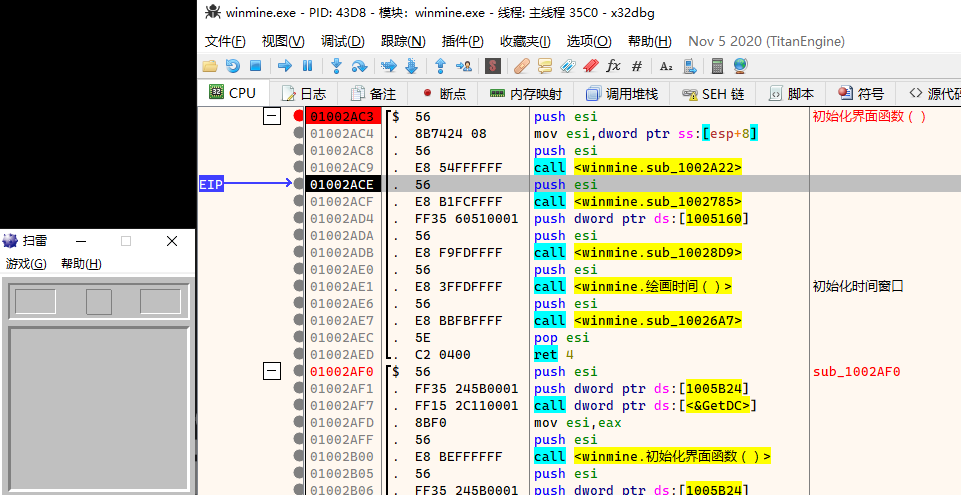 winmine.exe - PID: 43D8 - 模块: winmine.exe - 线程: 主线程 35C0 - x32dbg
文件(F) 视图(V) 调试(D) 跟踪(N) 插件(P) 收藏夹(I) 选项(O) 帮助(H) Nov 5 2020 (TitanEngine)
CPU 日志 备注 断点 内存映射 调用堆栈 SEH 链 脚本 符号 源代码
01002AC3 $ 56 push esi 初始化界面函数()
01002AC4 . 8B7424 08 mov esi,dword ptr ss:[esp+8]
01002AC8 . 56 push esi
01002AC9 . E8 54FFFFFF call <winmine.sub_1002A22>
EIP 01002ACE . 56 push esi
01002ACF . E8 B1FCFFFF call <winmine.sub_1002785>
01002AD4 . FF35 60510001 push dword ptr ds:[1005160]
01002ADA . 56 push esi
01002ADB . E8 F9FDFFFF call <winmine.sub_10028D9>
01002AE0 . 56 push esi
01002AE1 . E8 3FFDFFFF call <winmine.绘画时间()> 初始化时间窗口
01002AE6 . 56 push esi
01002AE7 . E8 BBFBFFFF call <winmine.sub_10026A7>
01002AEC . 5E pop esi
01002AED . C2 0400 ret 4
01002AF0 $ 56 push esi sub_1002AF0
01002AF1 . FF35 245B0001 push dword ptr ds:[1005B24]
01002AF7 . FF15 2C110001 call dword ptr ds:[<&GetDC>]
01002AFD . 8BF0 mov esi,eax
01002AFF . 56 push esi
01002B00 . E8 BEFFFFFF call <winmine.初始化界面函数()>
01002B05 . 56 push esi
01002B06 . FF35 245B0001 push dword ptr ds:[1005B24]
扫雷
游戏(G) 帮助(H)